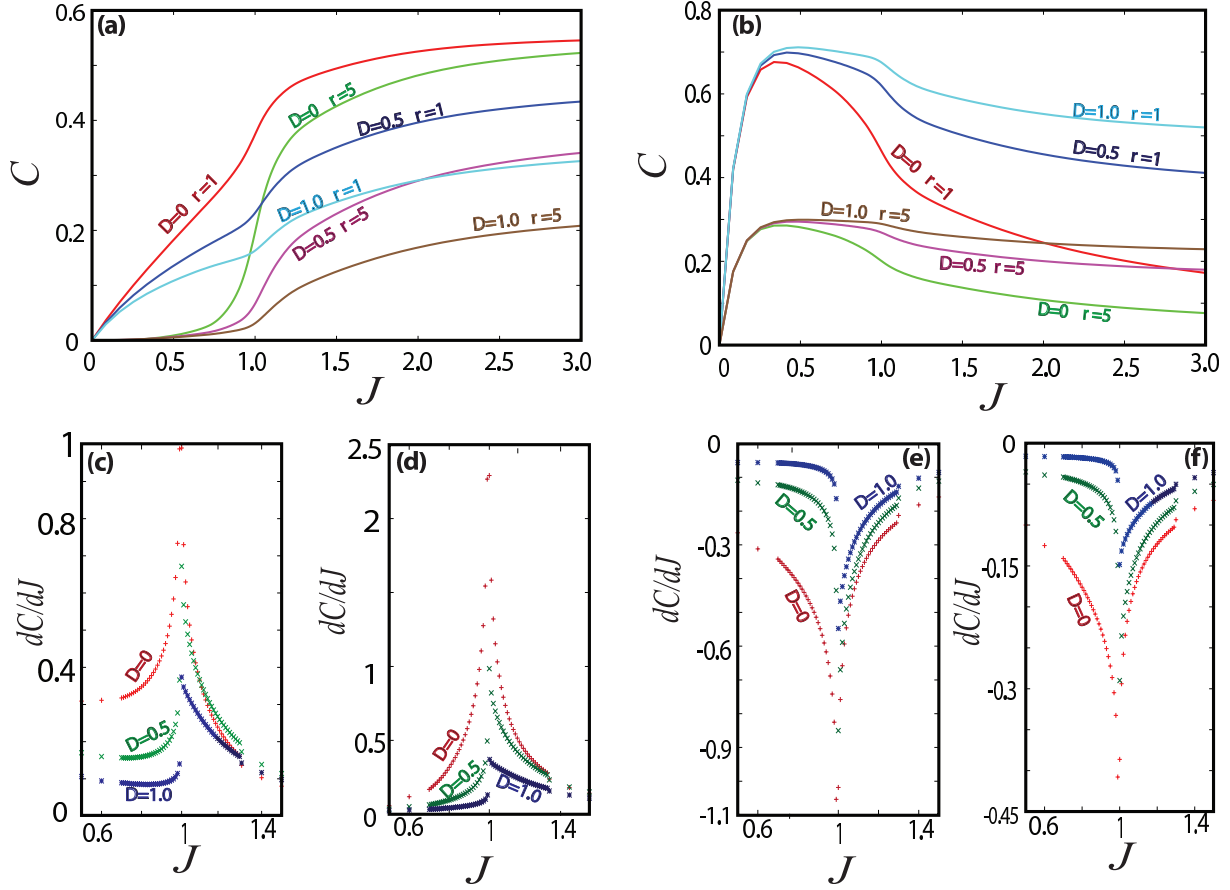 (a)
0.6
0.4
0.2
0
C
D=0 r=1
D=0 r=5
D=0.5 r=1
D=1.0 r=1
D=0.5 r=5
D=1.0 r=5
0 0.5 1.0 1.5 2.0 2.5 3.0
J
(b)
0.8
0.6
0.4
0.2
0
C
D=1.0 r=1
D=0.5 r=1
D=0 r=1
D=1.0 r=5
D=0.5 r=5
D=0 r=5
0 0.5 1.0 1.5 2.0 2.5 3.0
J
(c)
1
0.8
0.4
0.2
0
dC/dJ
D=0
D=0.5
D=1.0
0.6 1 1.4
J
(d)
2.5
2
1
0.5
0
dC/dJ
D=0
D=0.5
D=1.0
0.6 1 1.4
J
(e)
0
-0.3
-0.6
-0.9
-1.1
dC/dJ
D=1.0
D=0.5
D=0
0.6 1 1.4
J
(f)
0
-0.15
-0.3
-0.45
dC/dJ
D=1.0
D=0.5
D=0
0.6 1 1.4
J